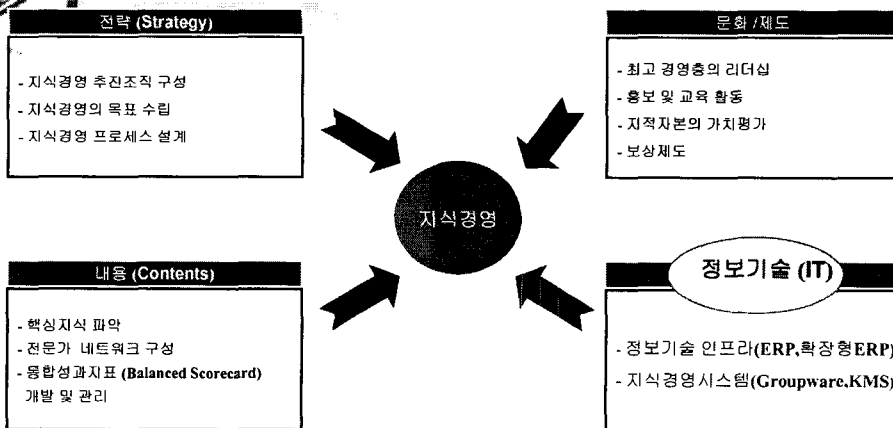 전략 (Strategy)
- 지식경영 추진조직 구성
- 지식경영의 목표 수립
- 지식경영 프로세스 설계
문화 /제도
- 최고 경영층의 리더십
- 홍보 및 교육 활동
- 지적자본의 가치평가
- 보상제도
지식경영
내용 (Contents)
- 핵심지식 파악
- 전문가 네트워크 구성
- 통합성과지표 (Balanced Scorecard)
개발 및 관리
정보기술 (IT)
- 정보기술 인프라(ERP,확장형ERP)
- 지식경영시스템(Groupware,KMS)